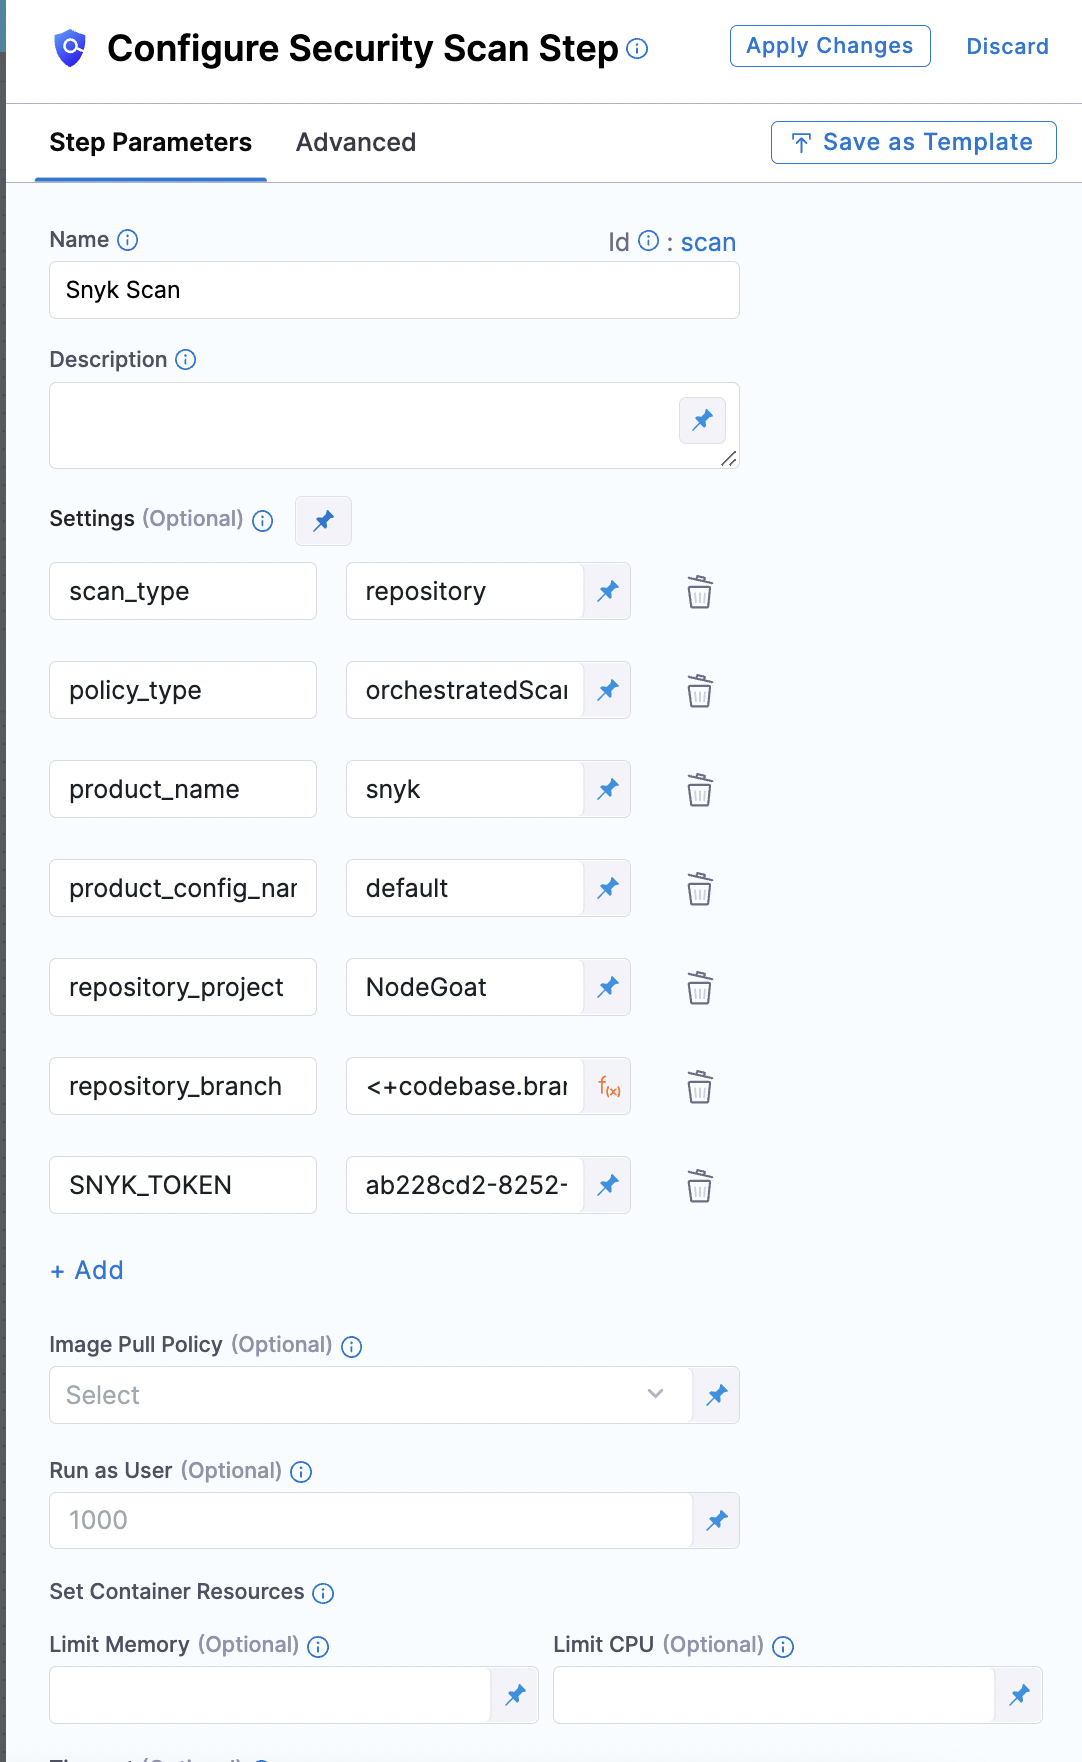 Configure Security Scan Step
Apply Changes
Discard
Step Parameters
Advanced
Save as Template
Name
Id : scan
Snyk Scan
Description
Settings (Optional)
scan_type
repository
policy_type
orchestratedScan
product_name
snyk
product_config_nar
default
repository_project
NodeGoat
repository_branch
<+codebase.brar
f(x)
SNYK_TOKEN
ab228cd2-8252-
+ Add
Image Pull Policy (Optional)
Select
Run as User (Optional)
1000
Set Container Resources
Limit Memory (Optional)
Limit CPU (Optional)